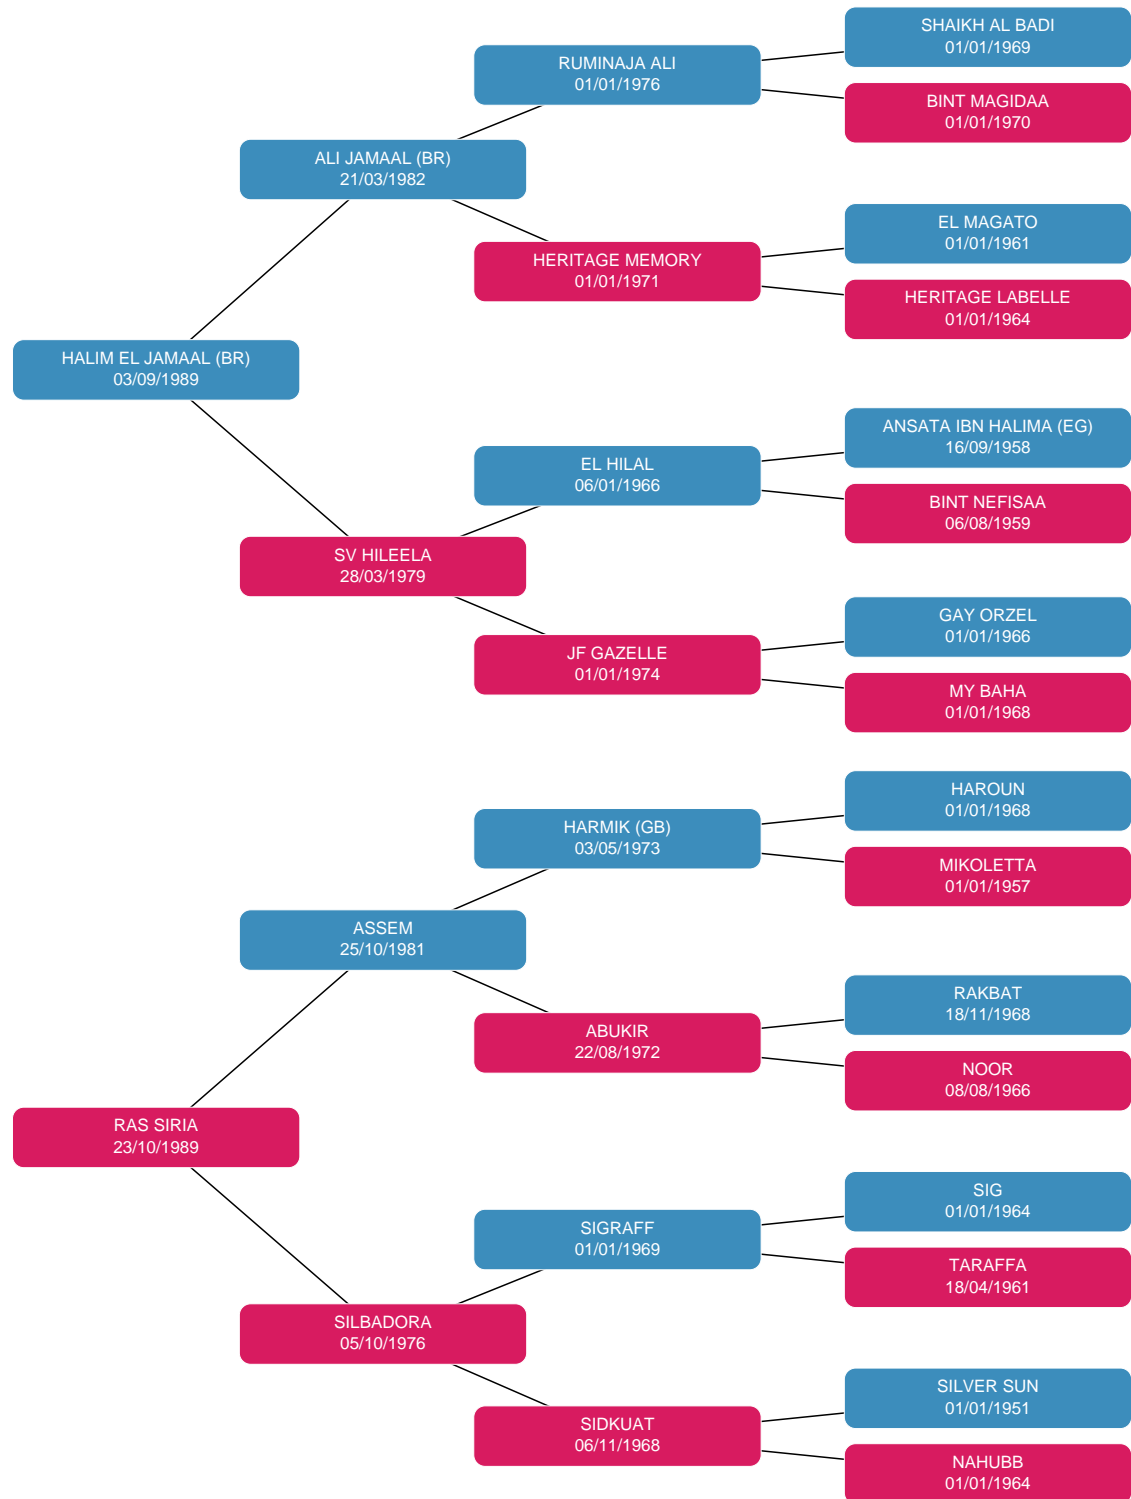 SHAIKH AL BADI
01/01/1969
RUMINAJA ALI
01/01/1976
BINT MAGIDAA
01/01/1970
ALI JAMAAL (BR)
21/03/1982
EL MAGATO
01/01/1961
HERITAGE MEMORY
01/01/1971
HERITAGE LABELLE
01/01/1964
HALIM EL JAMAAL (BR)
03/09/1989
ANSATA IBN HALIMA (EG)
16/09/1958
EL HILAL
06/01/1966
BINT NEFISAA
06/08/1959
SV HILEELA
28/03/1979
GAY ORZEL
01/01/1966
JF GAZELLE
01/01/1974
MY BAHA
01/01/1968
HAROUN
01/01/1968
HARMIK (GB)
03/05/1973
MIKOLETTA
01/01/1957
ASSEM
25/10/1981
RAKBAT
18/11/1968
ABUKIR
22/08/1972
NOOR
08/08/1966
RAS SIRIA
23/10/1989
SIG
01/01/1964
SIGRAFF
01/01/1969
TARAFFA
18/04/1961
SILBADORA
05/10/1976
SILVER SUN
01/01/1951
SIDKUAT
06/11/1968
NAHUBB
01/01/1964